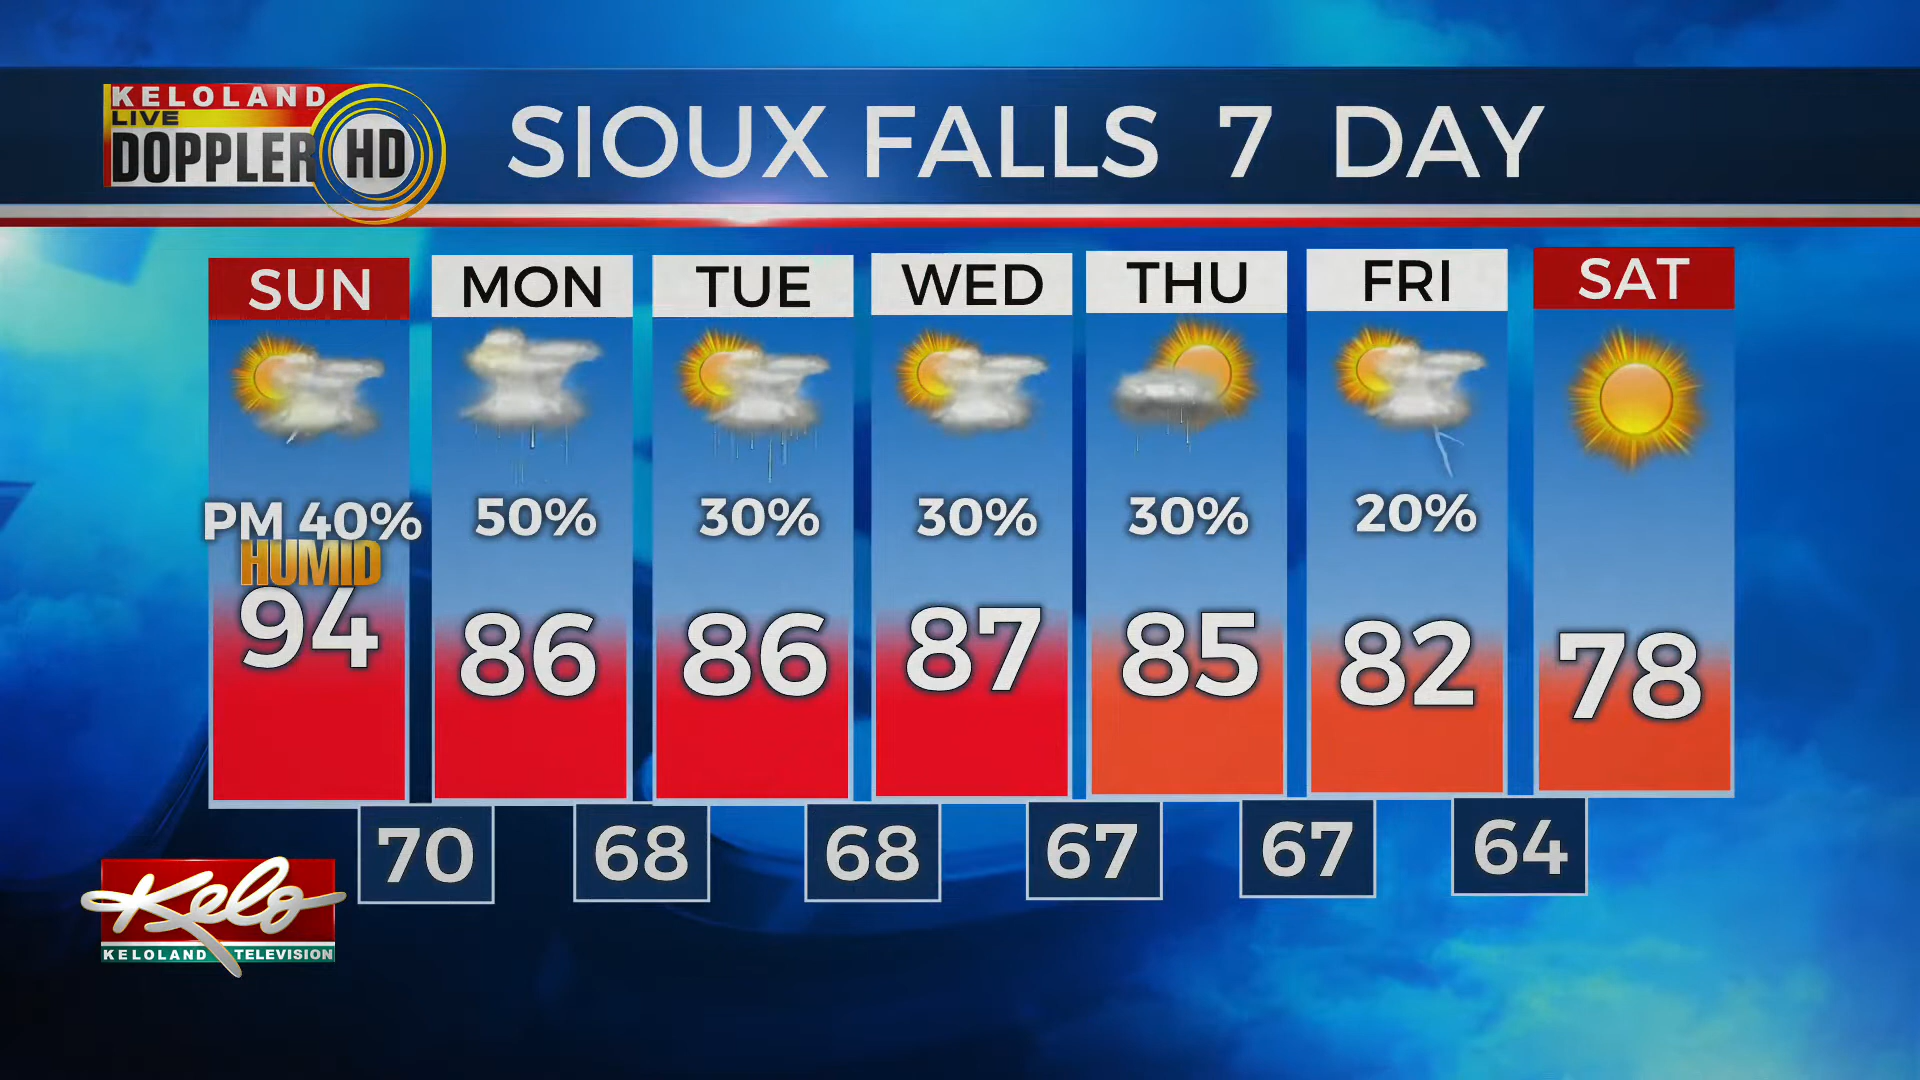 KELOLAND
LIVE
DOPPLER HD
SIOUX FALLS 7 DAY
SUN MON TUE WED THU FRI SAT
PM 40% 50% 30% 30% 30% 20%
HUMID
94 86 86 87 85 82 78
70 68 68 67 67 64
Kelo
KELOLAND TELEVISION